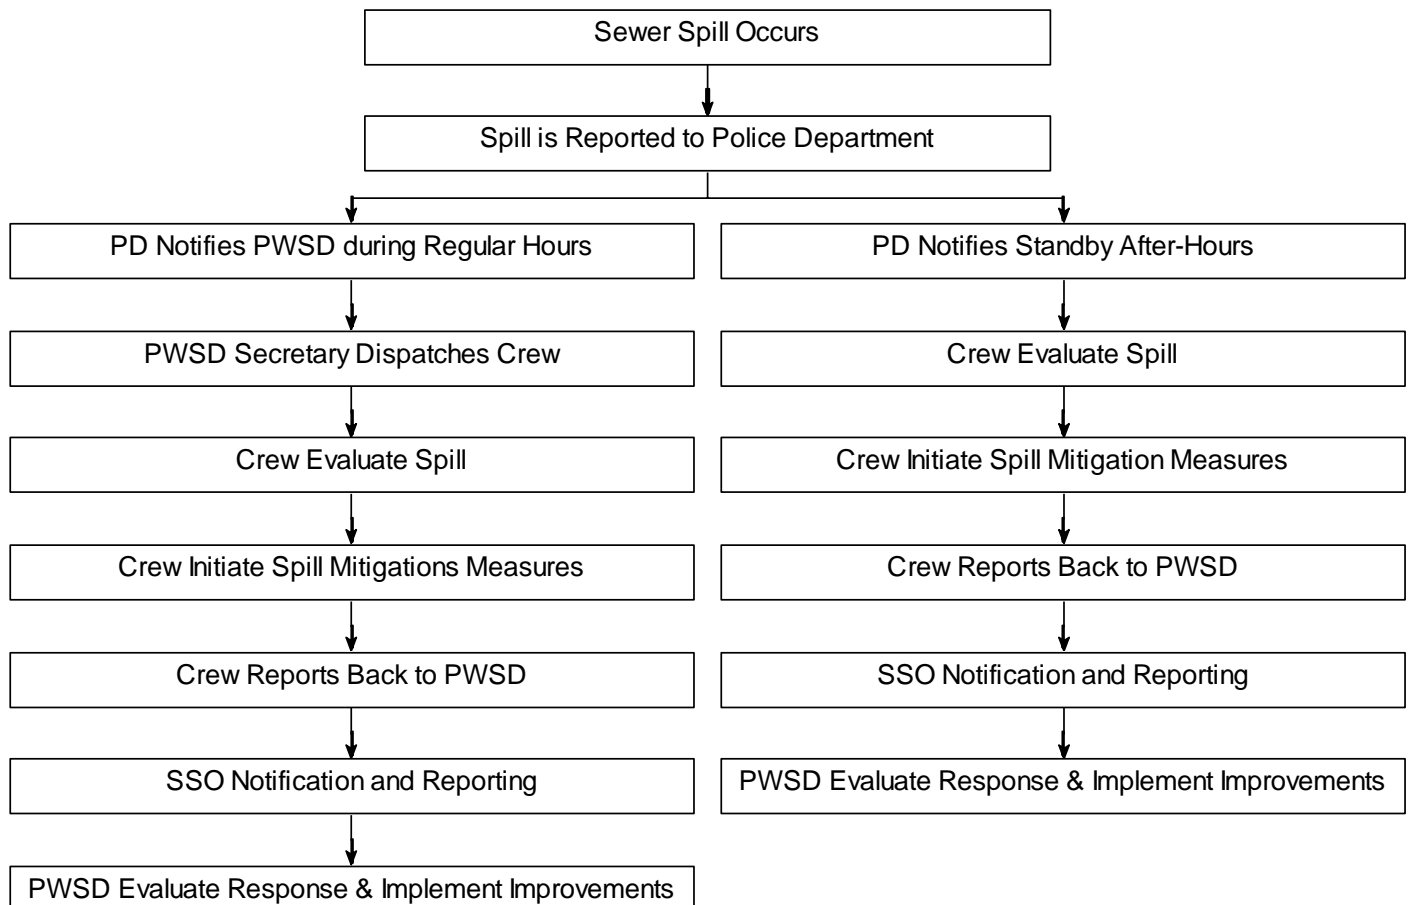 Sewer Spill Occurs
Spill is Reported to Police Department
PD Notifies PWSD during Regular Hours
PWSD Secretary Dispatches Crew
Crew Evaluate Spill
Crew Initiate Spill Mitigations Measures
Crew Reports Back to PWSD
SSO Notification and Reporting
PWSD Evaluate Response & Implement Improvements
PD Notifies Standby After-Hours
Crew Evaluate Spill
Crew Initiate Spill Mitigation Measures
Crew Reports Back to PWSD
SSO Notification and Reporting
PWSD Evaluate Response & Implement Improvements